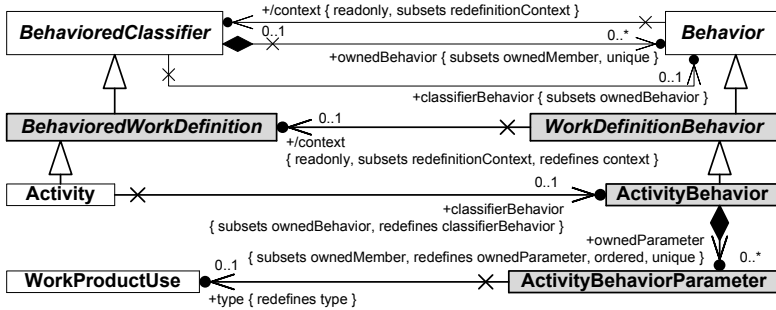 +/context { readonly, subsets redefinitionContext }
BehavioredClassifier
Behavior
0..1
0..*
+ownedBehavior { subsets ownedMember, unique }
0..1
+classifierBehavior { subsets ownedBehavior }
BehavioredWorkDefinition
0..1
WorkDefinitionBehavior
+/context
{ readonly, subsets redefinitionContext, redefines context }
Activity
0..1
ActivityBehavior
+classifierBehavior
{ subsets ownedBehavior, redefines classifierBehavior }
+ownedParameter
{ subsets ownedMember, redefines ownedParameter, ordered, unique }
0..1
0..*
WorkProductUse
ActivityBehaviorParameter
+type { redefines type }